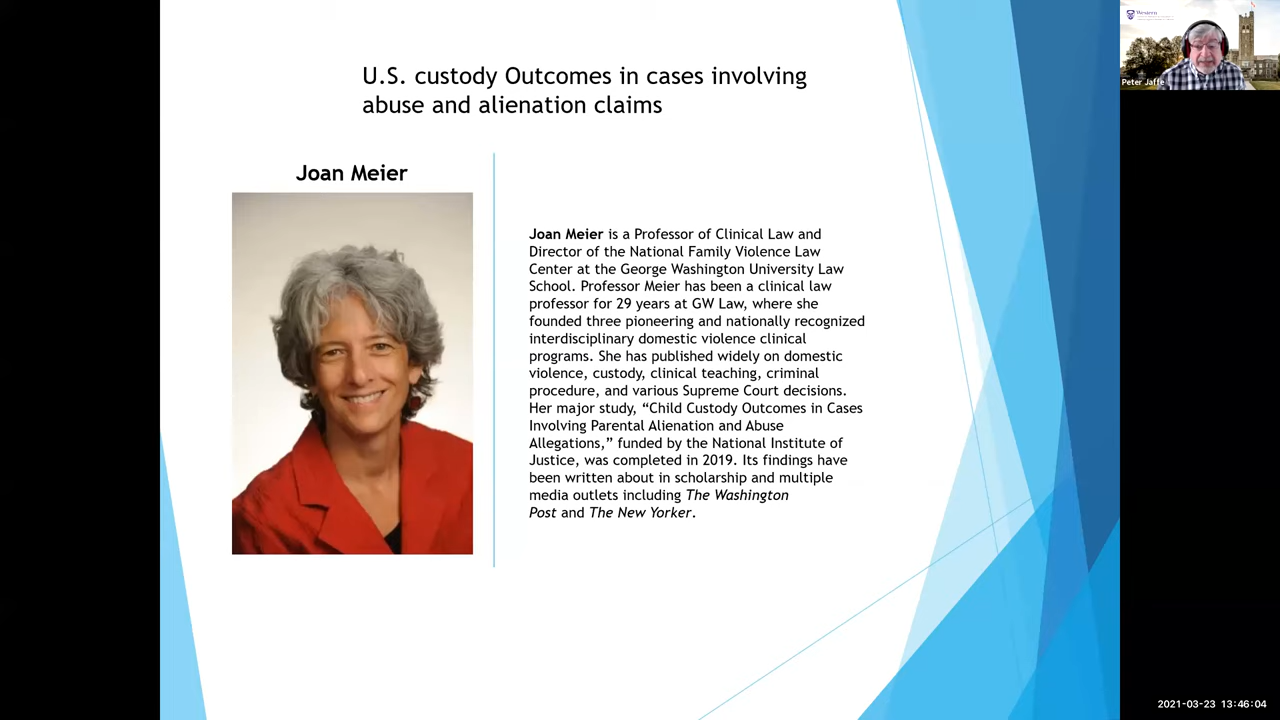 U.S. custody Outcomes in cases involving
abuse and alienation claims
Joan Meier
Joan Meier is a Professor of Clinical Law and
Director of the National Family Violence Law
Center at the George Washington University Law
School. Professor Meier has been a clinical law
professor for 29 years at GW Law, where she
founded three pioneering and nationally recognized
interdisciplinary domestic violence clinical
programs. She has published widely on domestic
violence, custody, clinical teaching, criminal
procedure, and various Supreme Court decisions.
Her major study, “Child Custody Outcomes in Cases
Involving Parental Alienation and Abuse
Allegations,” funded by the National Institute of
Justice, was completed in 2019. Its findings have
been written about in scholarship and multiple
media outlets including The Washington
Post and The New Yorker.
Western
Peter Jaffe
2021-03-23 13:46:04